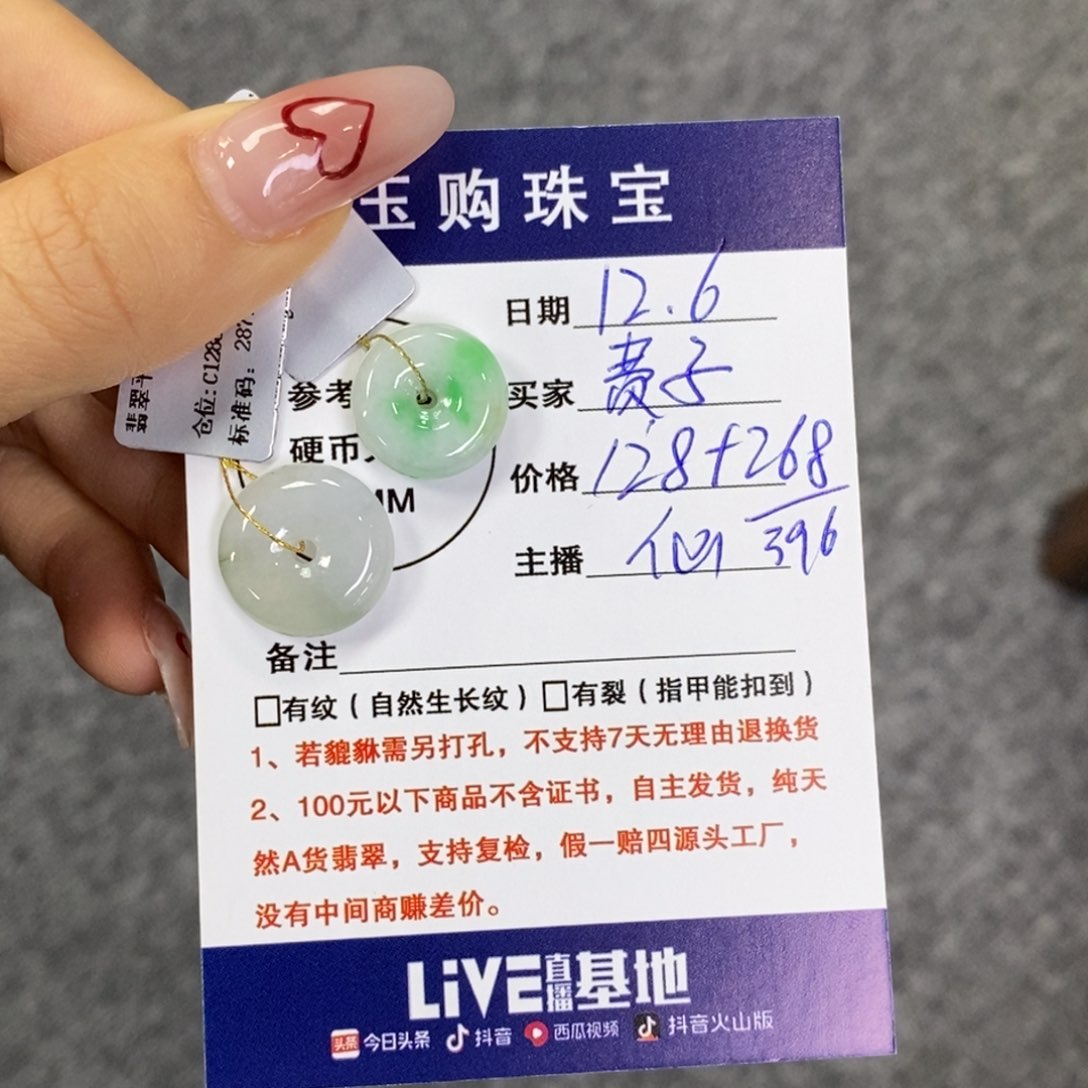 玉购珠宝
日期 12.6
买家 费子
价格 128+268
396
主播 仙
参考
硬币大
MM
翡翠平
仓位:C128
标准码:287
备注
□有纹(自然生长纹)□有裂(指甲能扣到)
1、若貔貅需另打孔,不支持7天无理由退换货
2、100元以下商品不含证书,自主发货,纯天
然A货翡翠,支持复检,假一赔四源头工厂,
没有中间商赚差价。
LiVE直播基地
头条 今日头条 抖音 西瓜视频 抖音火山版